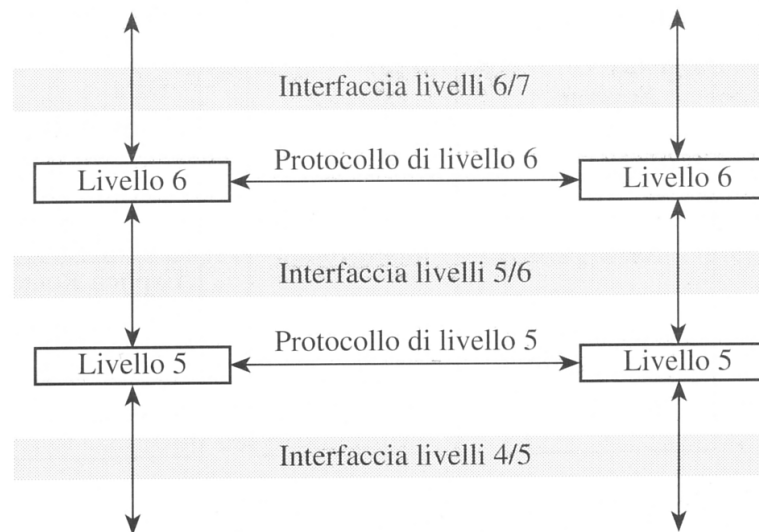 Interfaccia livelli 6/7
Protocollo di livello 6
Livello 6
Livello 6
Interfaccia livelli 5/6
Protocollo di livello 5
Livello 5
Livello 5
Interfaccia livelli 4/5